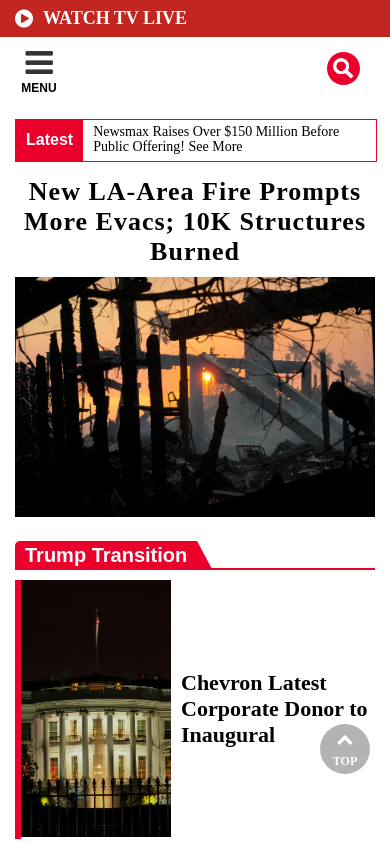 WATCH TV LIVE
MENU
Latest
Newsmax Raises Over $150 Million Before
Public Offering! See More
New LA-Area Fire Prompts
More Evacs; 10K Structures
Burned
Trump Transition
Chevron Latest
Corporate Donor to
Inaugural
TOP